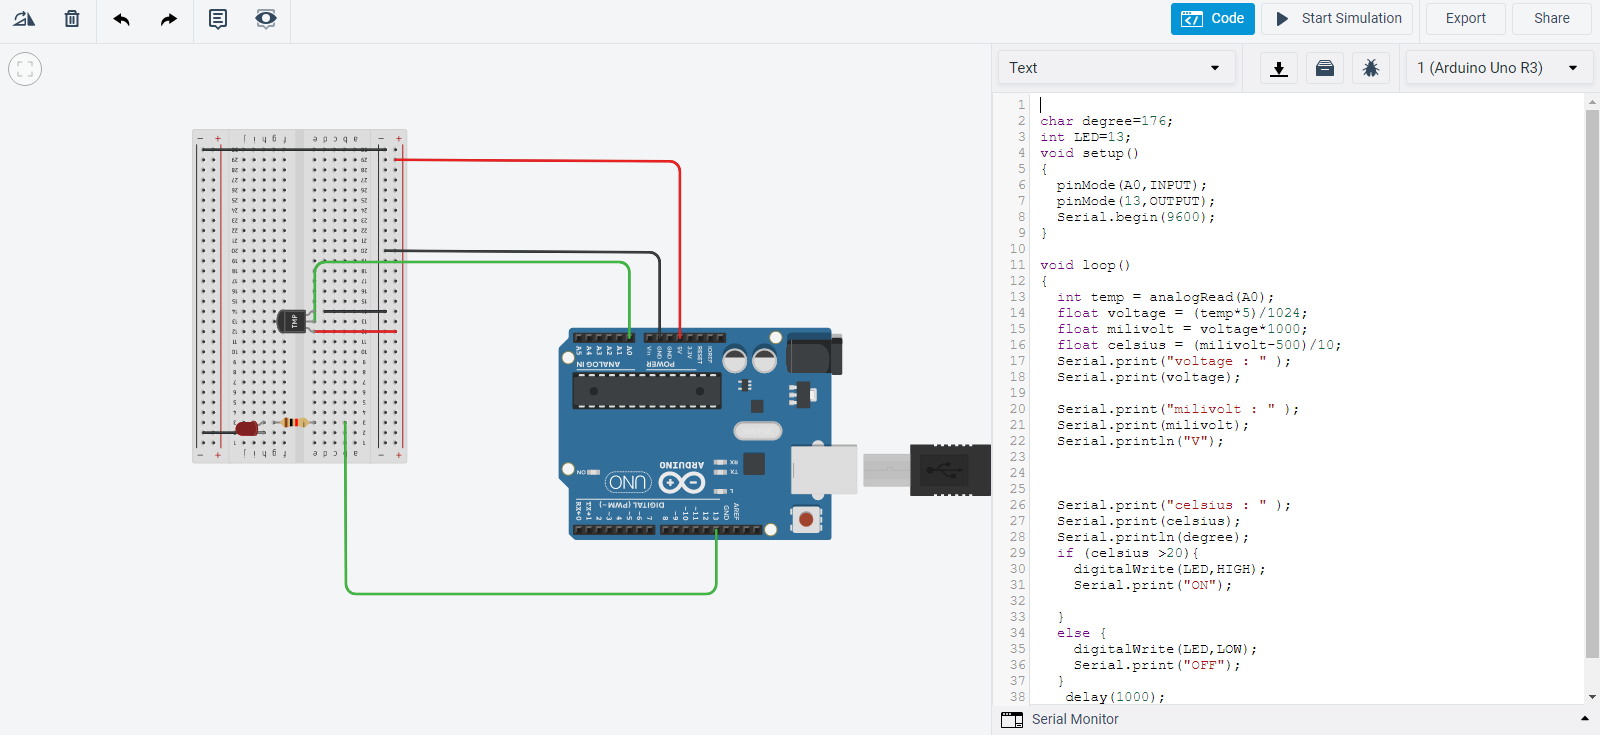 Code
Start Simulation
Export
Share
Text
1 (Arduino Uno R3)
1
2 char degree=176;
3 int LED=13;
4 void setup()
5 {
6 pinMode(A0,INPUT);
7 pinMode(13,OUTPUT);
8 Serial.begin(9600);
9 }
10
11 void loop()
12 {
13 int temp = analogRead(A0);
14 float voltage = (temp*5)/1024;
15 float milivolt = voltage*1000;
16 float celsius = (milivolt-500)/10;
17 Serial.print("voltage : " );
18 Serial.print(voltage);
19
20 Serial.print("milivolt : " );
21 Serial.print(milivolt);
22 Serial.println("V");
23
24
25
26 Serial.print("celsius : " );
27 Serial.print(celsius);
28 Serial.println(degree);
29 if (celsius >20){
30 digitalWrite(LED,HIGH);
31 Serial.print("ON");
32
33 }
34 else {
35 digitalWrite(LED,LOW);
36 Serial.print("OFF");
37 }
38 delay(1000);
Serial Monitor
TMP
A5 A4 A3 A2 A1 A0
ANALOG IN
Vin GND GND 5V 3.3V RESET IOREF
POWER
ARDUINO
UNO
ON
RX
TX
L
DIGITAL (PWM ~)
RX←0 TX→1 2 ~3 4 ~5 ~6 7
8 ~9 ~10 ~11 12 13 GND AREF